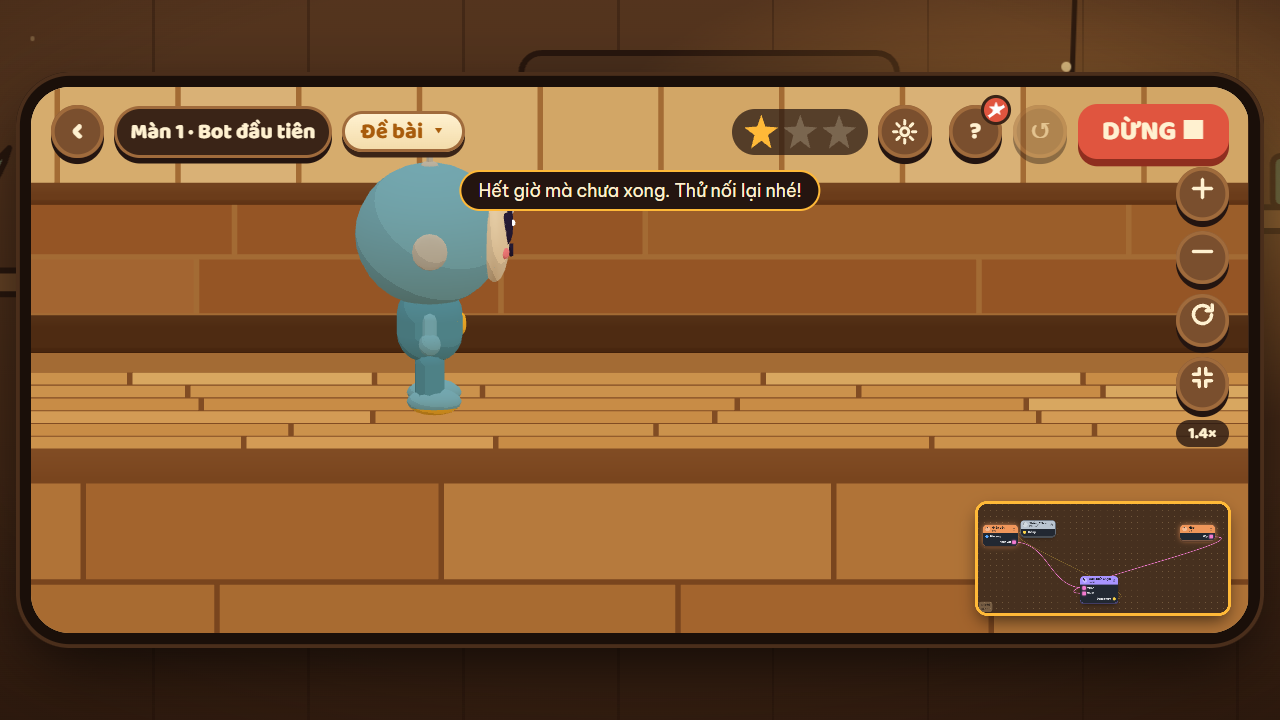 Màn 1 · Bot đầu tiên
Đề bài
?
DỪNG
Hết giờ mà chưa xong. Thử nối lại nhé!
1.4×